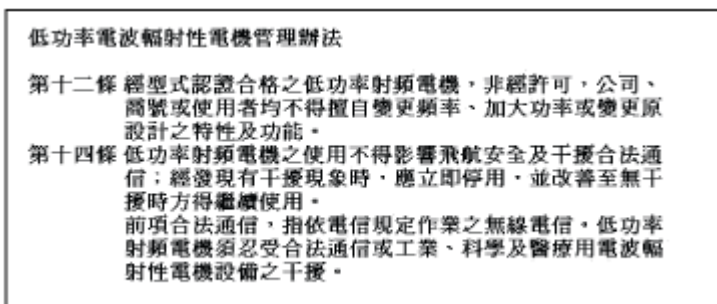 低功率電波輻射性電機管理辦法
第十二條 經型式認證合格之低功率射頻電機，非經許可，公司、
商號或使用者均不得擅自變更頻率、加大功率或變更原
設計之特性及功能。
第十四條 低功率射頻電機之使用不得影響飛航安全及干擾合法通
信；經發現有干擾現象時，應立即停用，並改善至無干
擾時方得繼續使用。
前項合法通信，指依電信規定作業之無線電信。低功率
射頻電機須忍受合法通信或工業、科學及醫療用電波輻
射性電機設備之干擾。